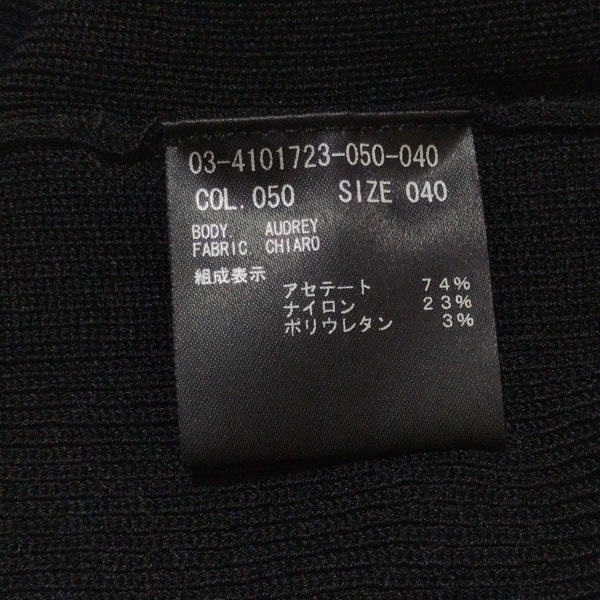 03-4101723-050-040
COL. 050 SIZE 040
BODY. AUDREY
FABRIC. CHIARO
組成表示
アセテート 74%
ナイロン 23%
ポリウレタン 3%